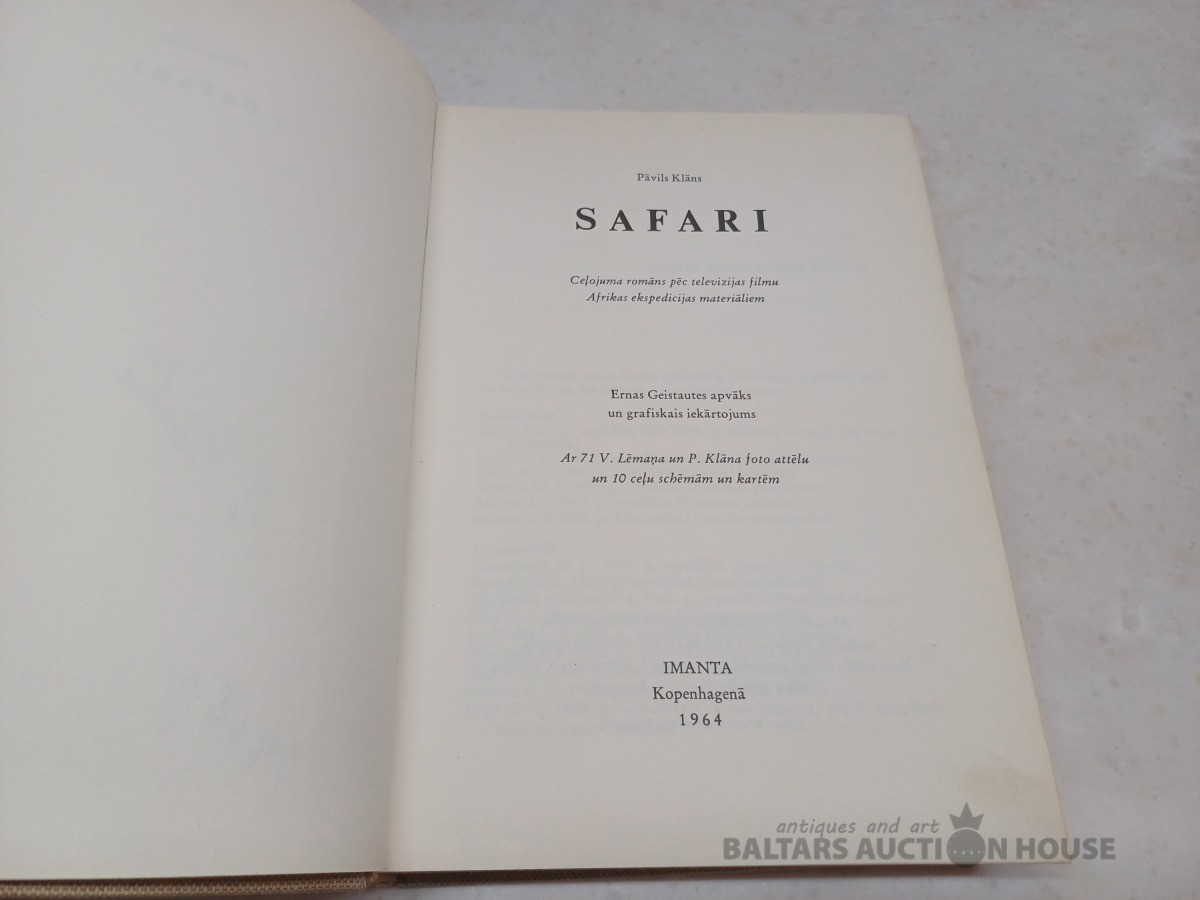 Pāvils Klāns
SAFARI
Ceļojuma romāns pēc televizijas filmu
Afrikas ekspedicijas materiāliem
Ernas Geistautes apvāks
un grafiskais iekārtojums
Ar 71 V. Lēmaņa un P. Klāna foto attēlu
un 10 ceļu schēmām un kartēm
IMANTA
Kopenhagenā
1964
antiques and art
BALTARS AUCTION HOUSE